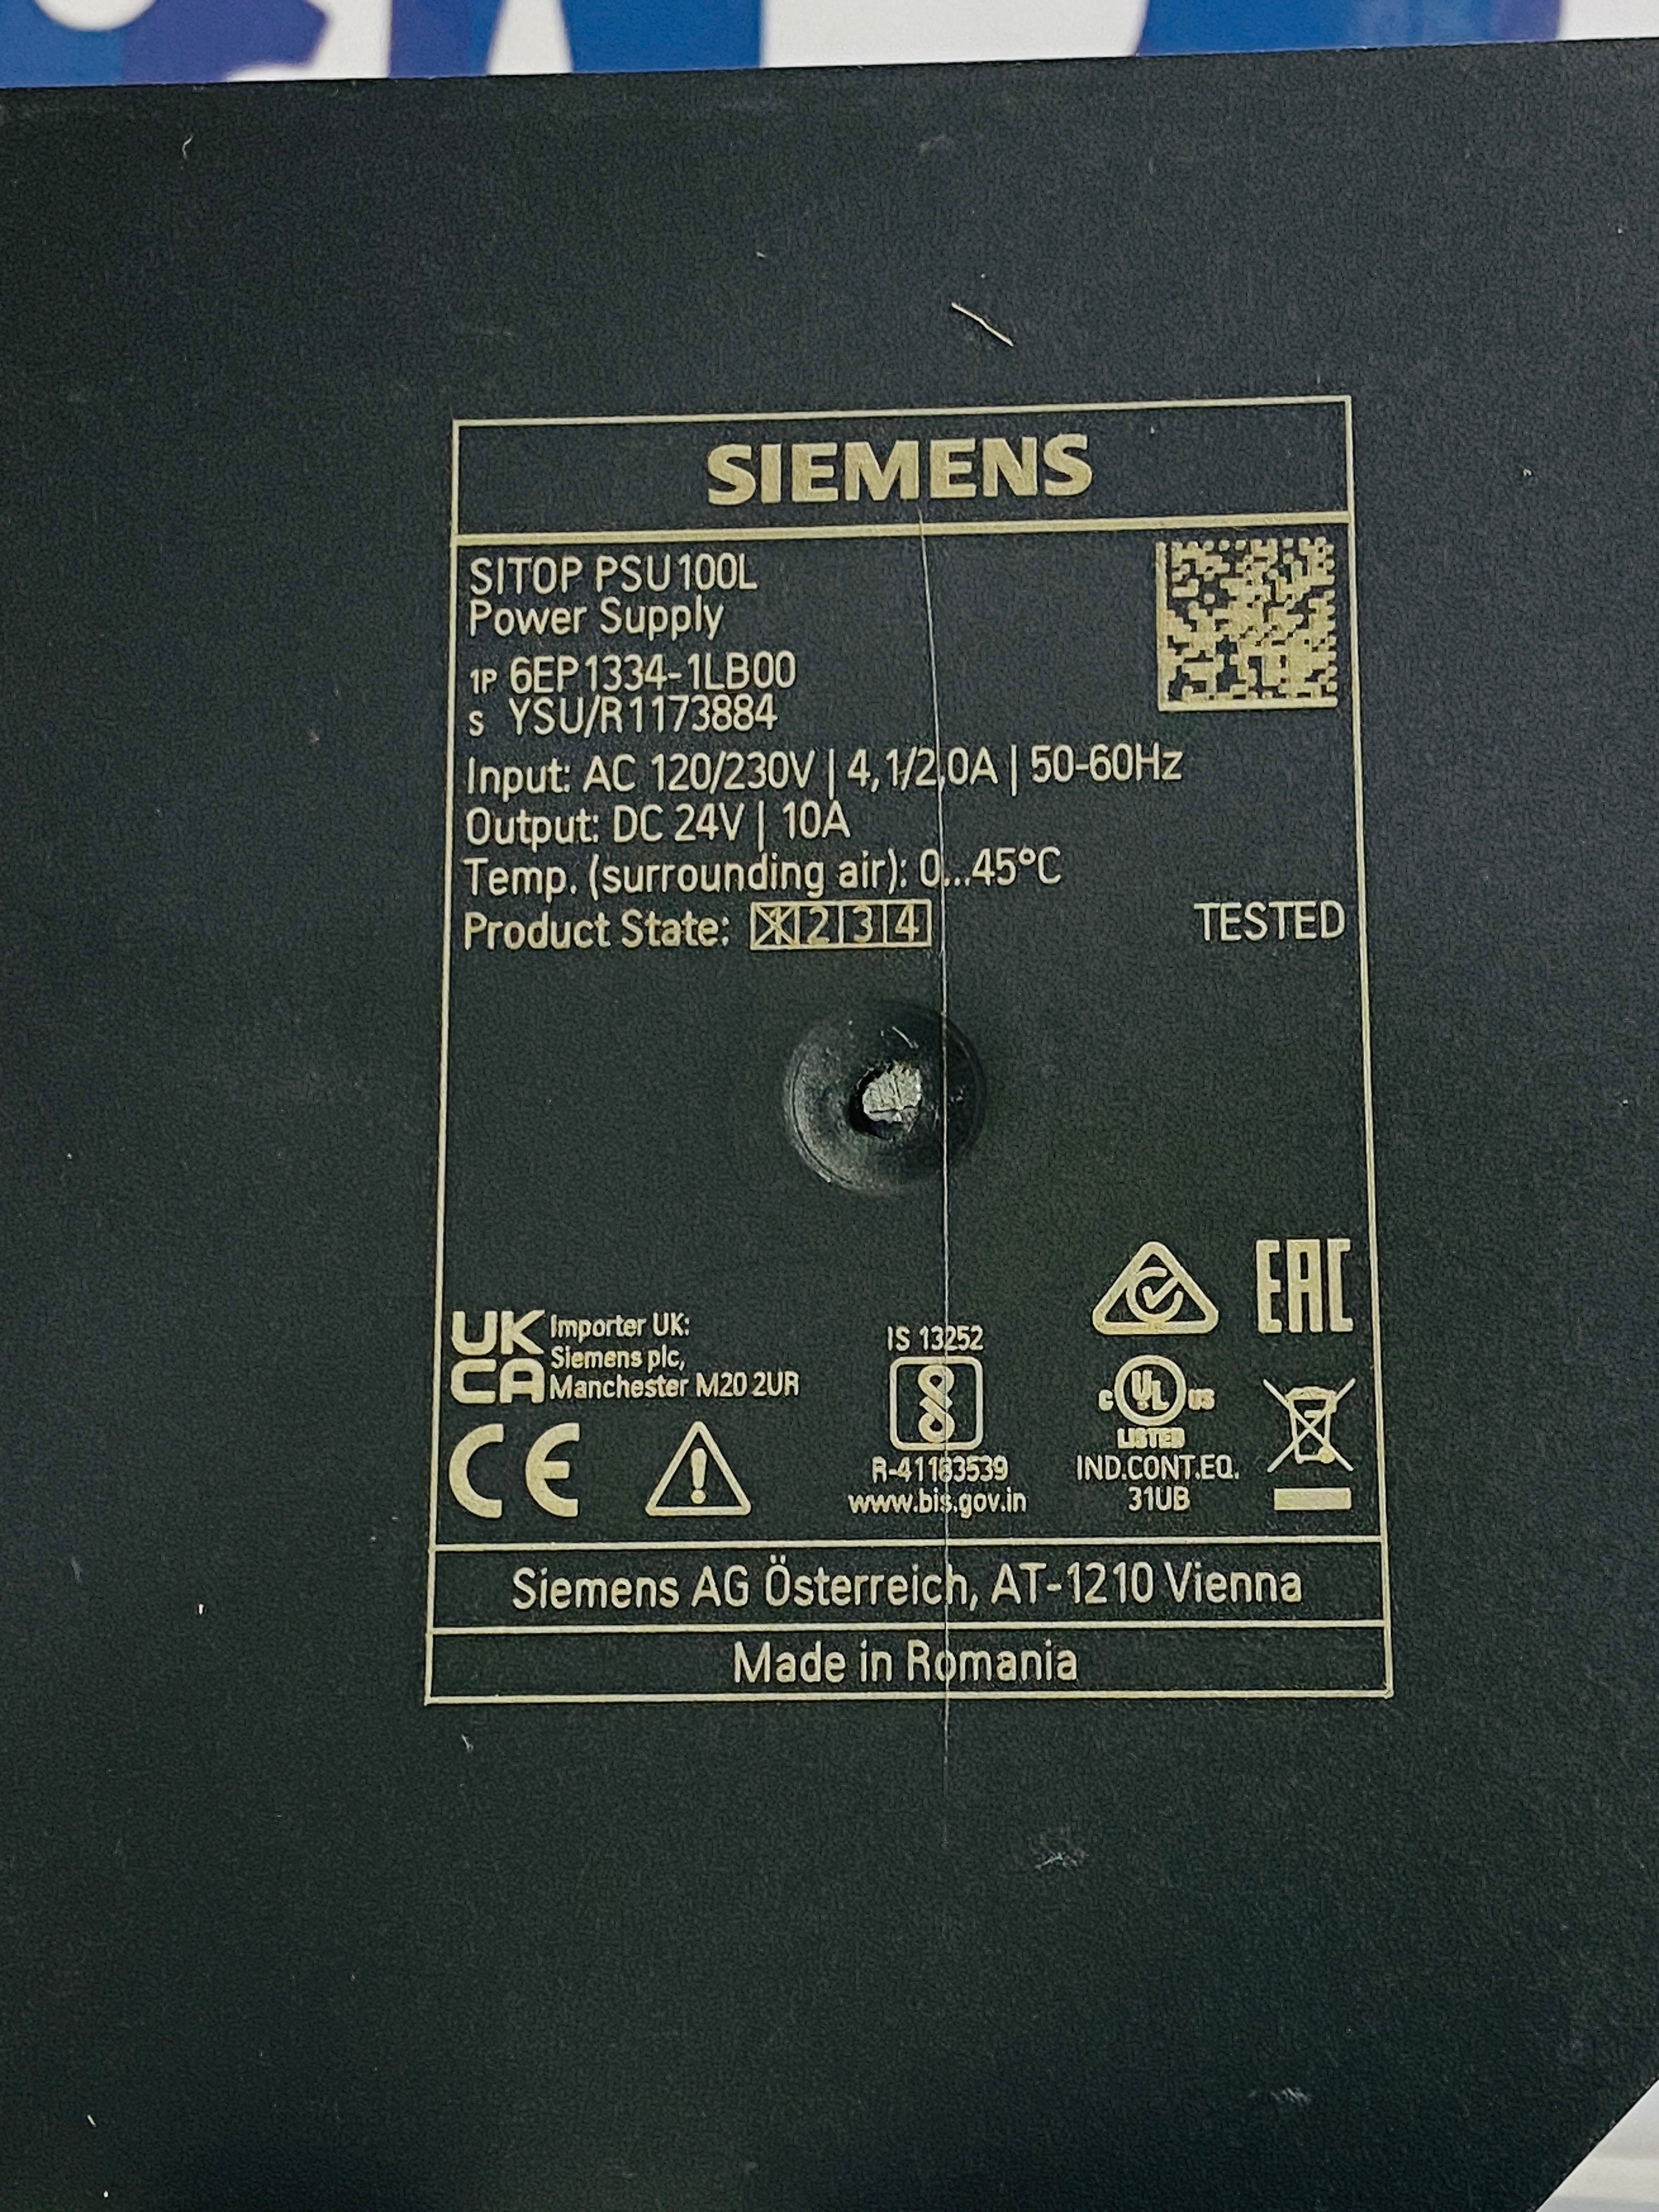 SIEMENS
SITOP PSU100L
Power Supply
1P 6EP1334-1LB00
S YSU/R1173884
Input: AC 120/230V | 4,1/2,0A | 50-60Hz
Output: DC 24V | 10A
Temp. (surrounding air): 0...45°C
Product State: 1 2 3 4
TESTED
UK
CA
Importer UK:
Siemens plc,
Manchester M20 2UR
CE
IS 13252
R-41183539
www.bis.gov.in
EAC
C UL US
LISTED
IND.CONT.EQ.
31UB
Siemens AG Österreich, AT-1210 Vienna
Made in Romania